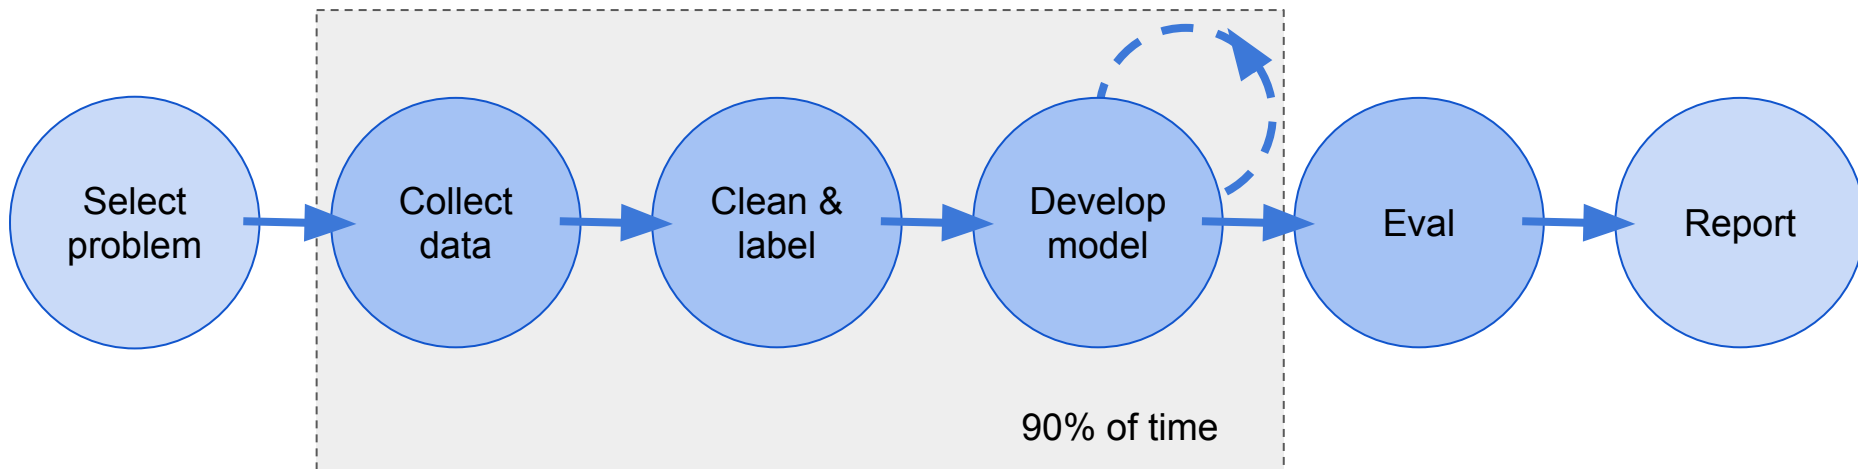 Select
problem
Collect
data
Clean &
label
Develop
model
Eval
Report
90% of time